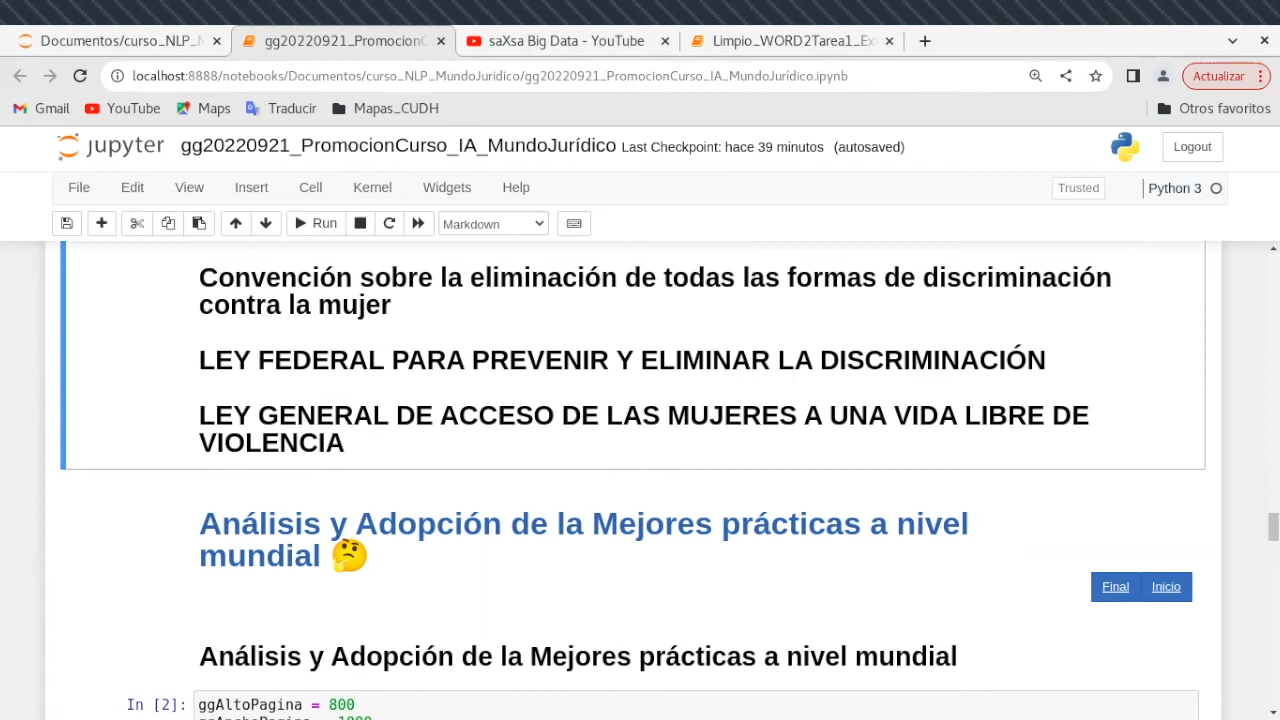 Documentos/curso_NLP_M
gg20220921_PromocionC
saXsa Big Data - YouTube
Limpio_WORD2Tarea1_Ex
localhost:8888/notebooks/Documentos/curso_NLP_MundoJuridico/gg20220921_PromocionCurso_IA_MundoJurídico.ipynb
Actualizar
Gmail
YouTube
Maps
Traducir
Mapas_CUDH
Otros favoritos
jupyter
gg20220921_PromocionCurso_IA_MundoJurídico Last Checkpoint: hace 39 minutos (autosaved)
Logout
File Edit View Insert Cell Kernel Widgets Help
Trusted
Python 3
Run
Markdown
Convención sobre la eliminación de todas las formas de discriminación
contra la mujer
LEY FEDERAL PARA PREVENIR Y ELIMINAR LA DISCRIMINACIÓN
LEY GENERAL DE ACCESO DE LAS MUJERES A UNA VIDA LIBRE DE
VIOLENCIA
Análisis y Adopción de la Mejores prácticas a nivel
mundial 🤔
Final Inicio
Análisis y Adopción de la Mejores prácticas a nivel mundial
In [2]: ggAltoPagina = 800